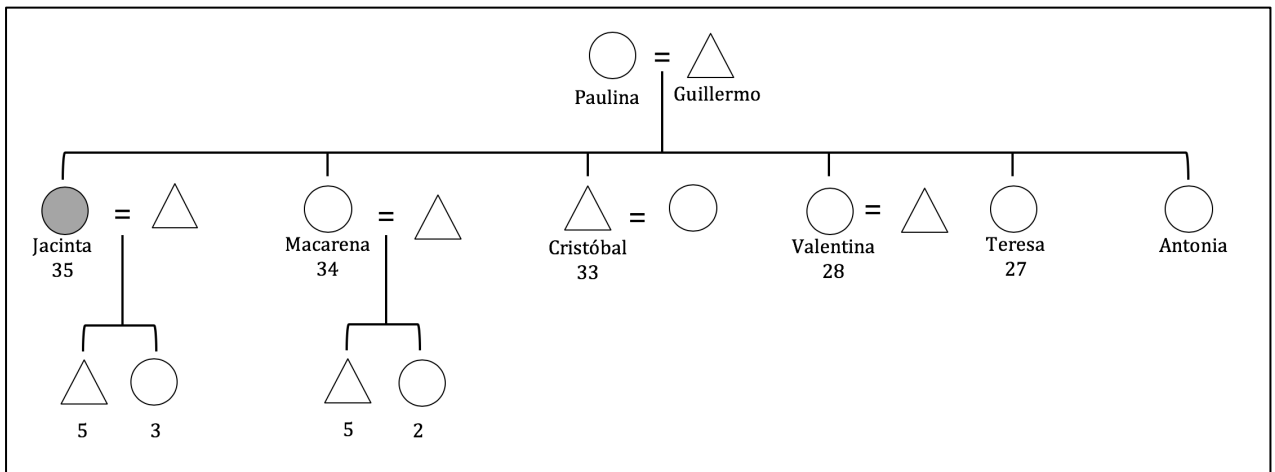 =
Paulina Guillermo
= = = =
Jacinta Macarena Cristóbal Valentina Teresa Antonia
35 34 33 28 27
5 3 5 2